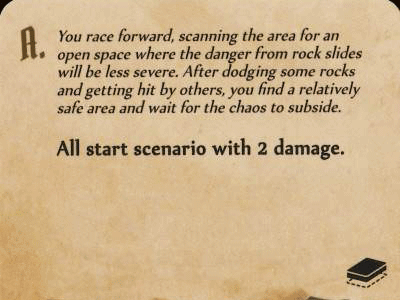 A. You race forward, scanning the area for an
open space where the danger from rock slides
will be less severe. After dodging some rocks
and getting hit by others, you find a relatively
safe area and wait for the chaos to subside.
All start scenario with 2 damage.